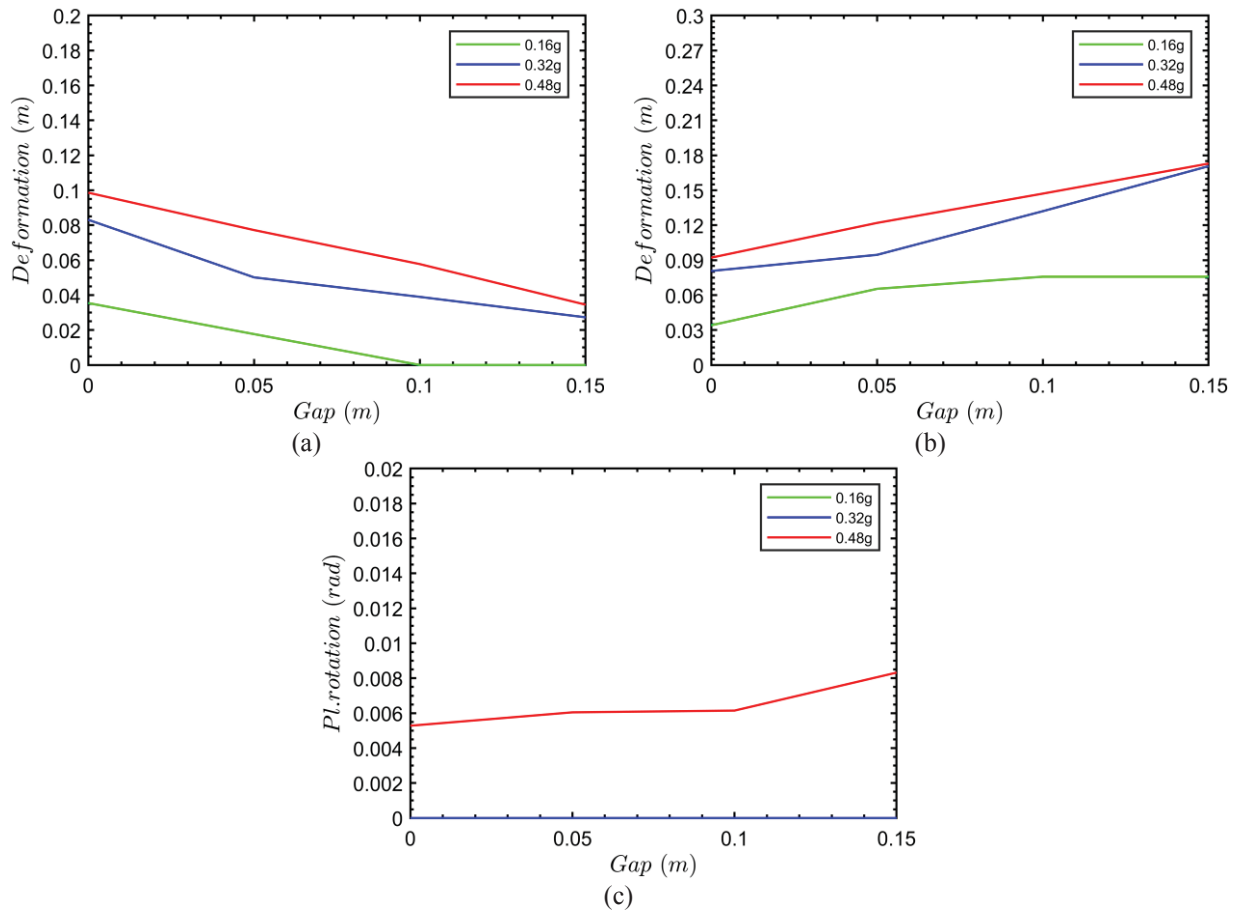 0.2
0.18
0.16
0.14
0.12
0.1
0.08
0.06
0.04
0.02
0
Deformation (m)
0.16g
0.32g
0.48g
0 0.05 0.1 0.15
Gap (m)
(a)
0.3
0.27
0.24
0.21
0.18
0.15
0.12
0.09
0.06
0.03
0
Deformation (m)
0.16g
0.32g
0.48g
0 0.05 0.1 0.15
Gap (m)
(b)
0.02
0.018
0.016
0.014
0.012
0.01
0.008
0.006
0.004
0.002
0
Pl.rotation (rad)
0.16g
0.32g
0.48g
0 0.05 0.1 0.15
Gap (m)
(c)